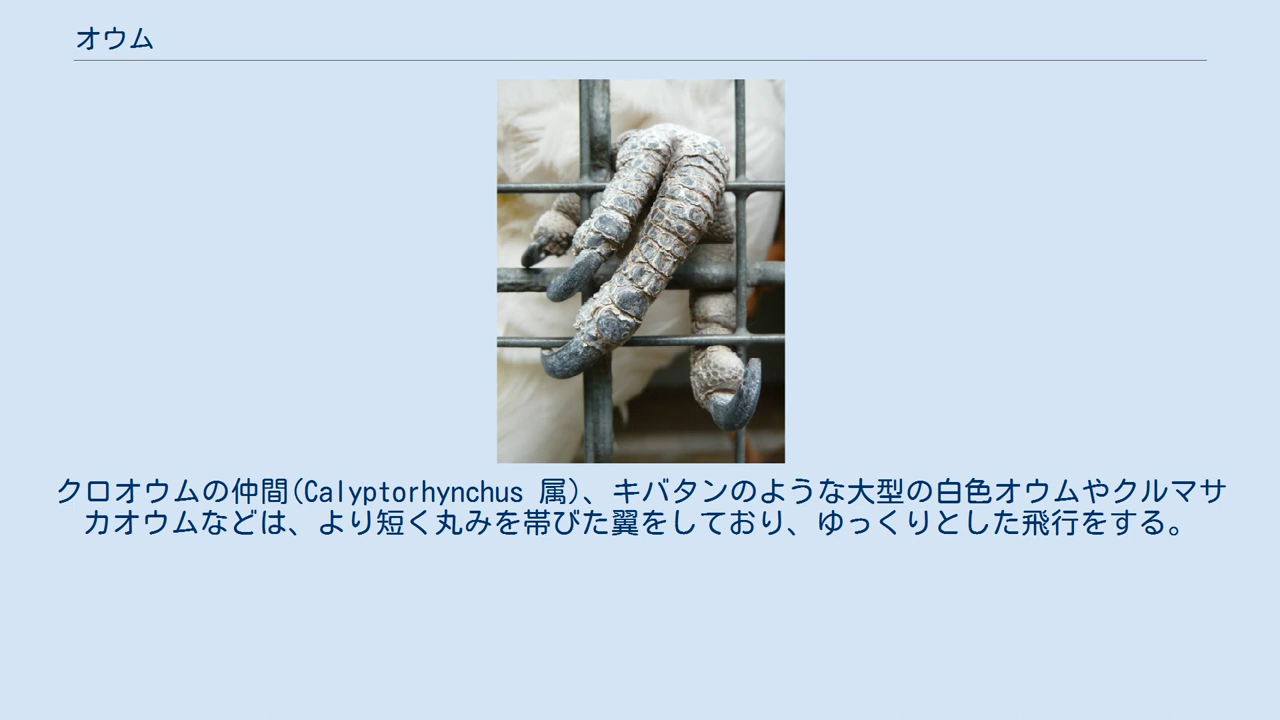 オウム
クロオウムの仲間(Calyptorhynchus 属)、キバタンのような大型の白色オウムやクルマサ
カオウムなどは、より短く丸みを帯びた翼をしており、ゆっくりとした飛行をする。